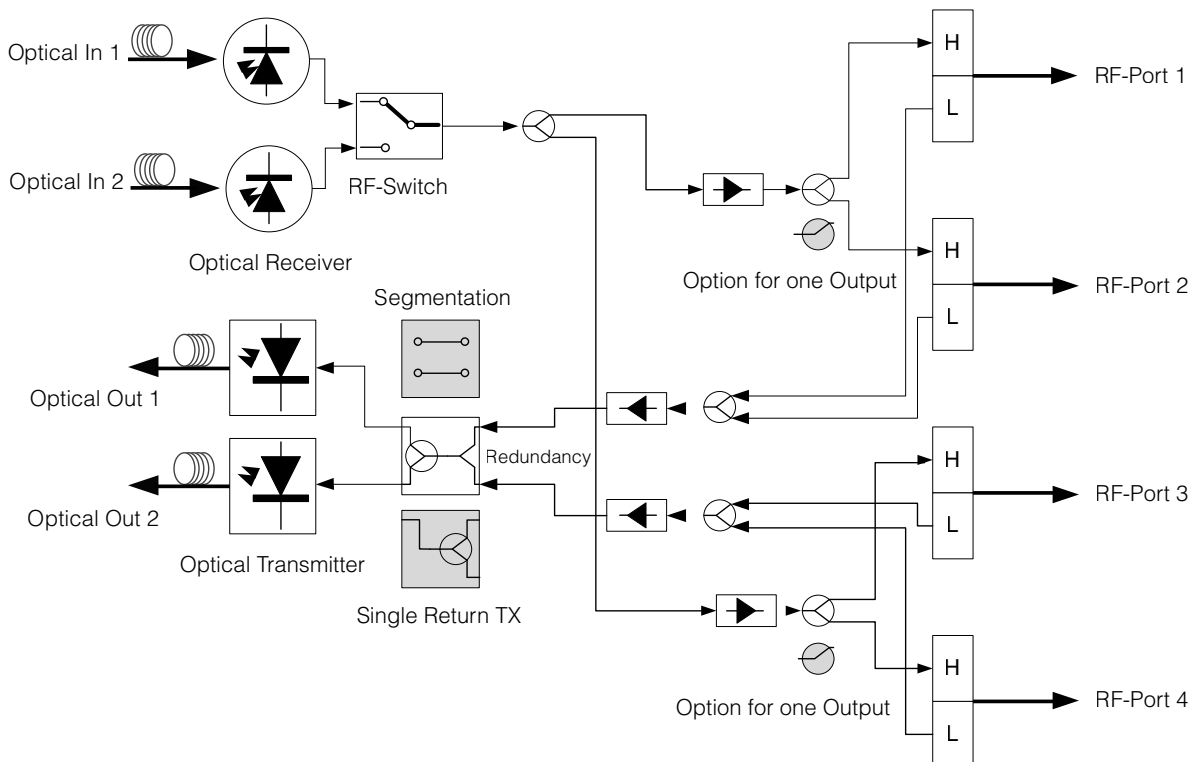 Optical In 1
H
RF-Port 1
L
Optical In 2
RF-Switch
Optical Receiver
H
Option for one Output
RF-Port 2
L
Segmentation
Optical Out 1
Redundancy
H
RF-Port 3
L
Optical Out 2
Optical Transmitter
Single Return TX
H
Option for one Output
RF-Port 4
L